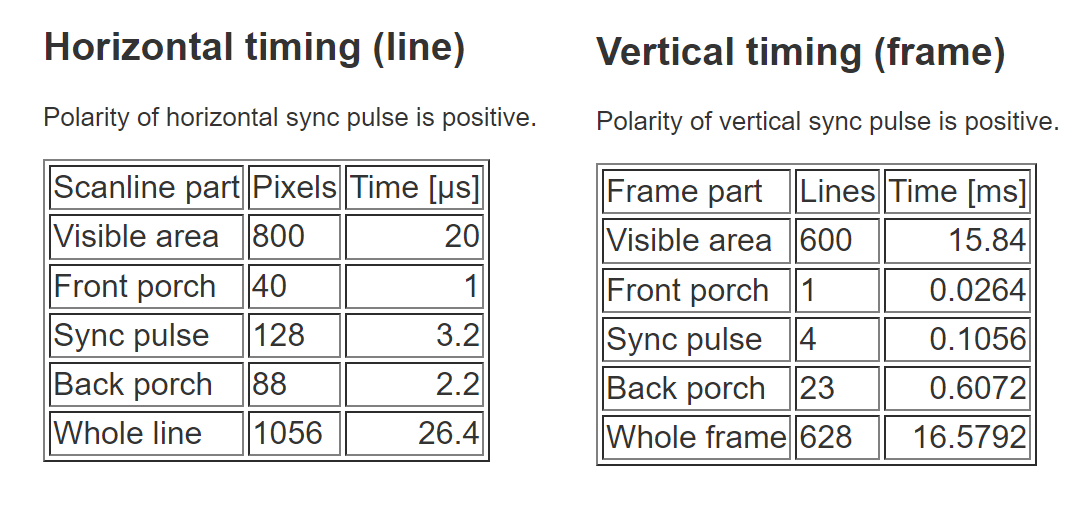 Horizontal timing (line)
Polarity of horizontal sync pulse is positive.
Scanline part Pixels Time [µs]
Visible area 800 20
Front porch 40 1
Sync pulse 128 3.2
Back porch 88 2.2
Whole line 1056 26.4
Vertical timing (frame)
Polarity of vertical sync pulse is positive.
Frame part Lines Time [ms]
Visible area 600 15.84
Front porch 1 0.0264
Sync pulse 4 0.1056
Back porch 23 0.6072
Whole frame 628 16.5792